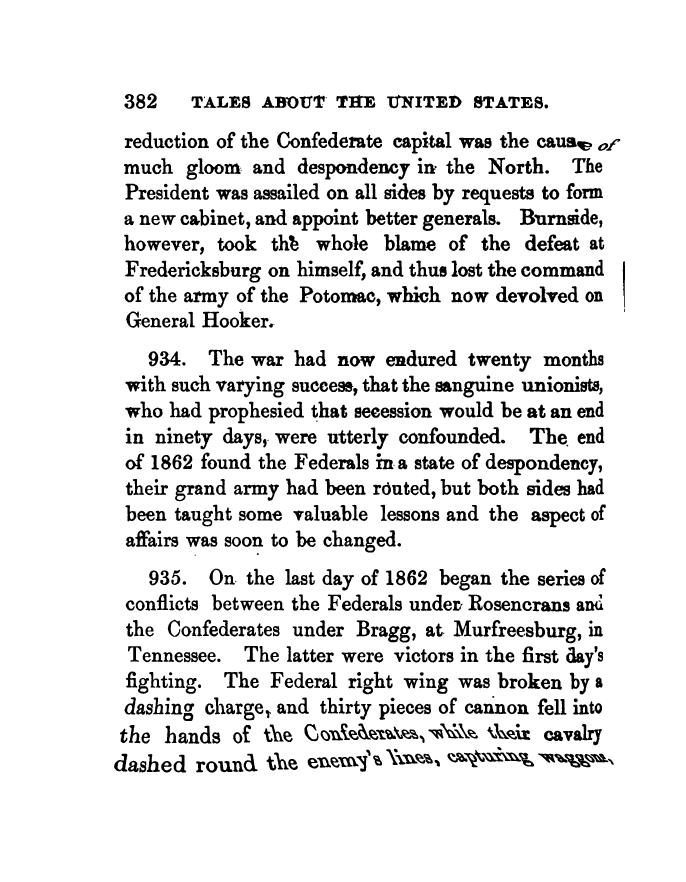 382 TALES ABOUT THE UNITED STATES.
reduction of the Confederate capital was the cause of
much gloom and despondency in the North. The
President was assailed on all sides by requests to form
a new cabinet, and appoint better generals. Burnside,
however, took the whole blame of the defeat at
Fredericksburg on himself, and thus lost the command
of the army of the Potomac, which now devolved on
General Hooker.
934. The war had now endured twenty months
with such varying success, that the sanguine unionists,
who had prophesied that secession would be at an end
in ninety days, were utterly confounded. The end
of 1862 found the Federals in a state of despondency,
their grand army had been routed, but both sides had
been taught some valuable lessons and the aspect of
affairs was soon to be changed.
935. On the last day of 1862 began the series of
conflicts between the Federals under Rosencrans and
the Confederates under Bragg, at Murfreesburg, in
Tennessee. The latter were victors in the first day's
fighting. The Federal right wing was broken by a
dashing charge, and thirty pieces of cannon fell into
the hands of the Confederates, while their cavalry
dashed round the enemy's lines, capturing waggons,